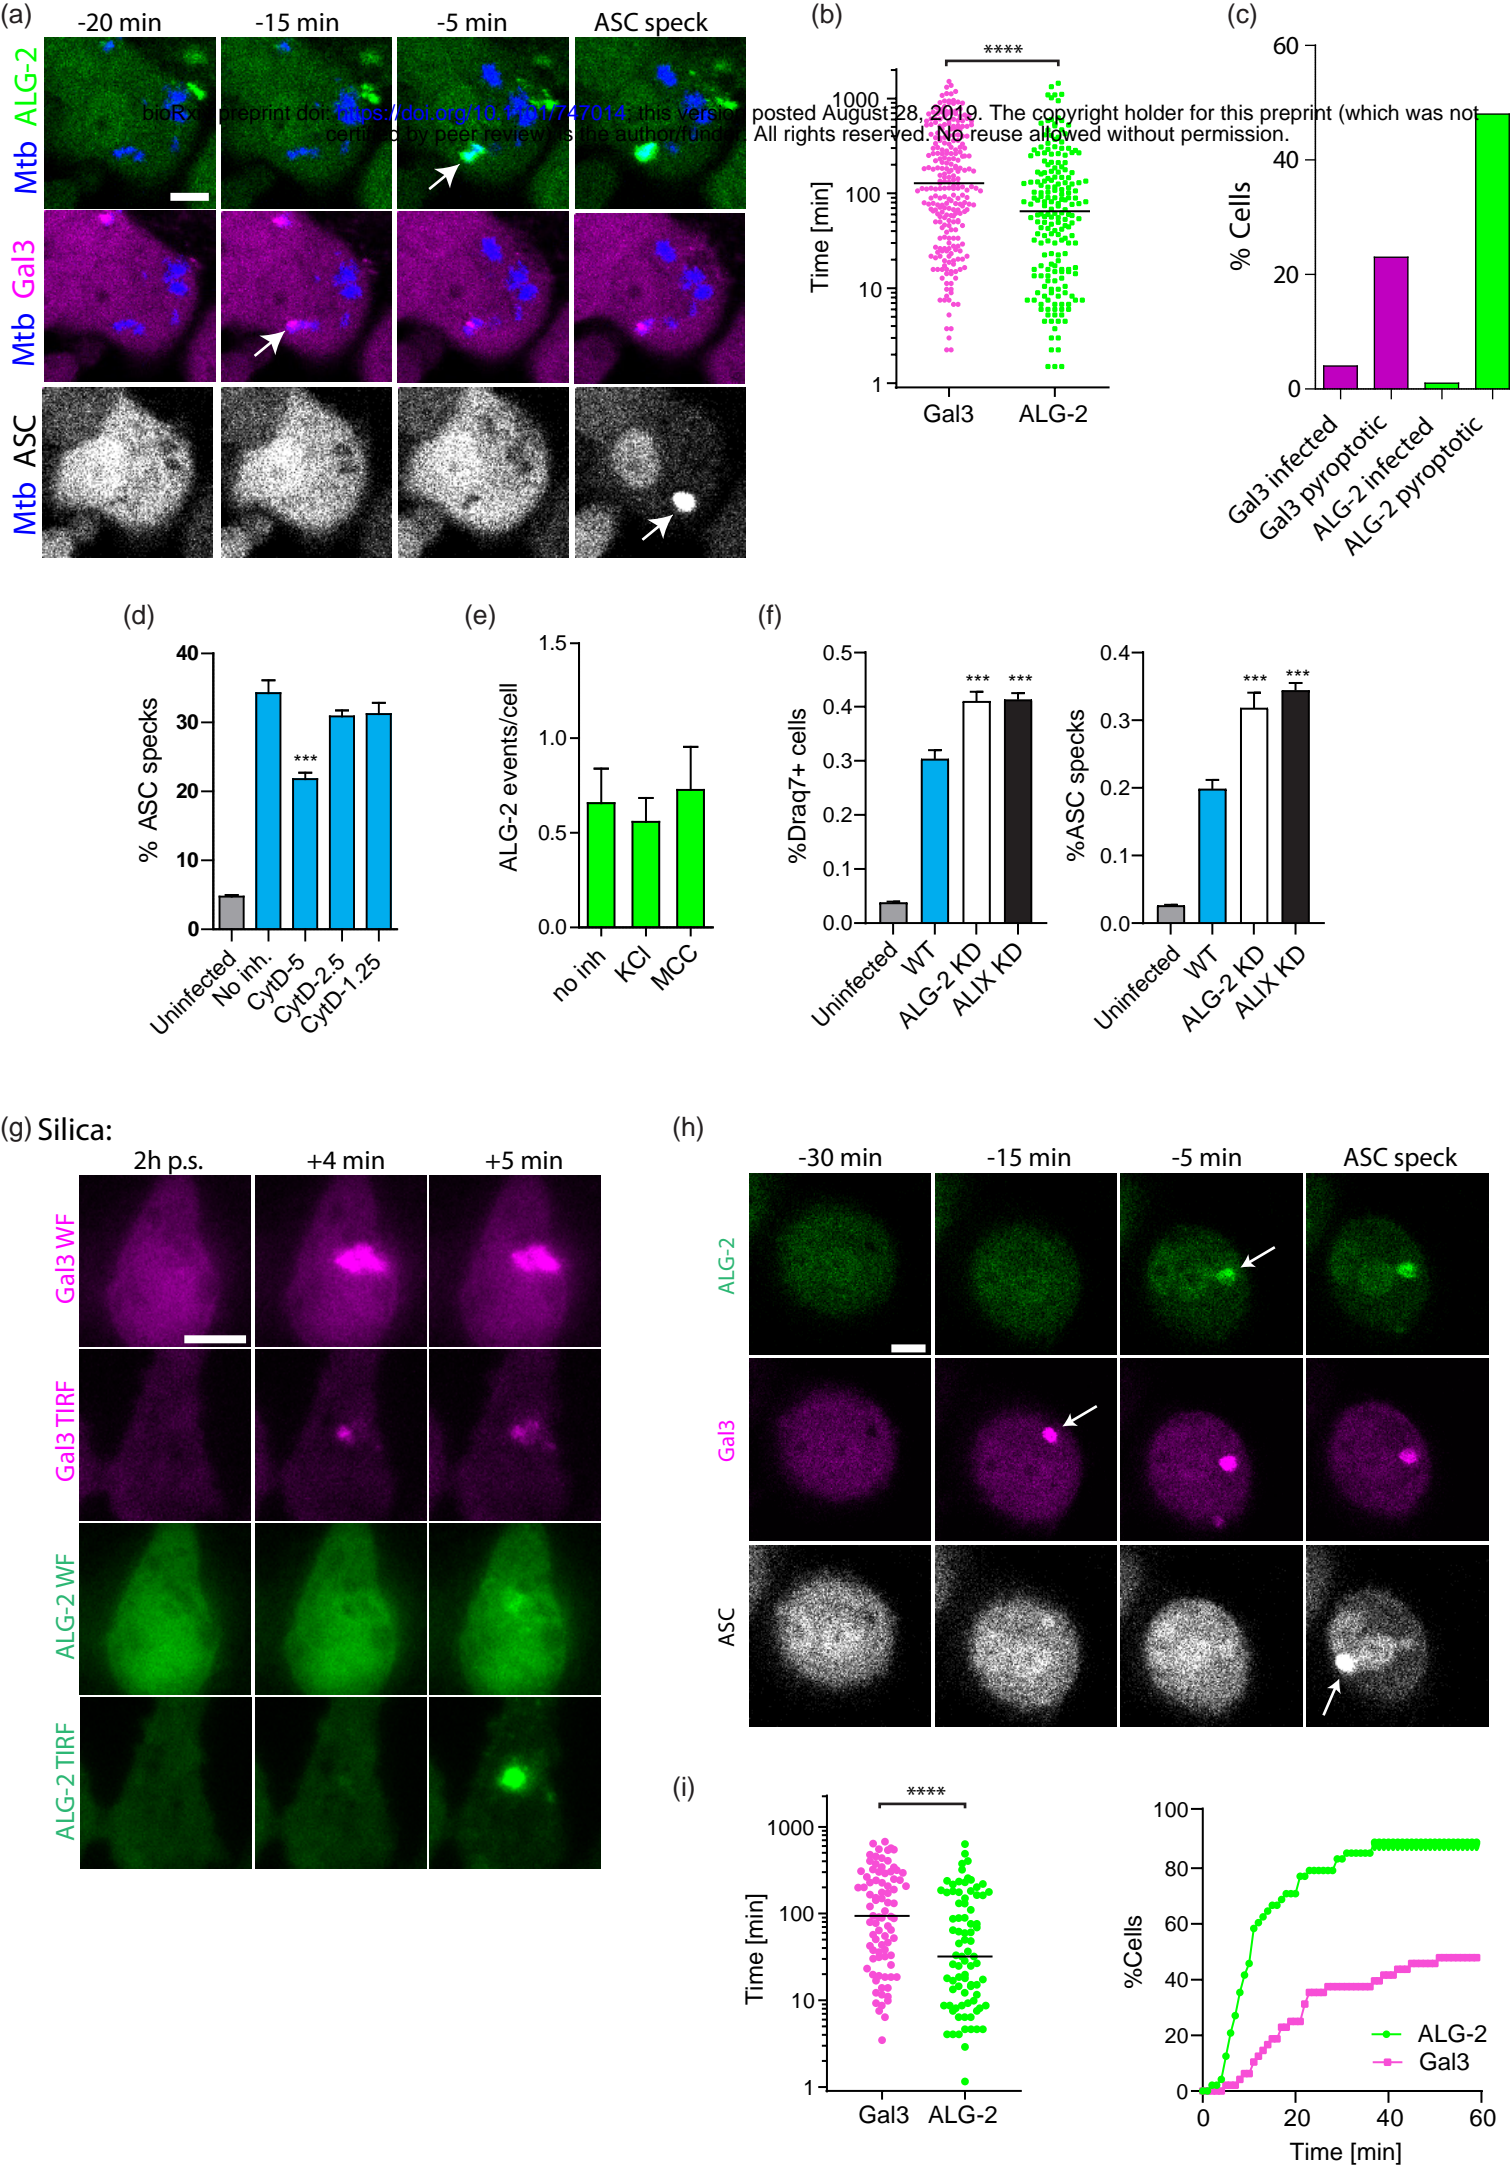 (a)
-20 min
-15 min
-5 min
ASC speck
Mtb ALG-2
Mtb Gal3
Mtb ASC
bioRxiv preprint doi: https://doi.org/10.1101/747014; this version posted August 28, 2019. The copyright holder for this preprint (which was not
certified by peer review) is the author/funder. All rights reserved. No reuse allowed without permission.
(b)
****
Time [min]
1000
100
10
1
Gal3
ALG-2
(c)
% Cells
60
40
20
0
Gal3 infected
Gal3 pyroptotic
ALG-2 infected
ALG-2 pyroptotic
(d)
% ASC specks
40
30
20
10
0
***
Uninfected
No inh.
CytD-5
CytD-2.5
CytD-1.25
(e)
ALG-2 events/cell
1.5
1.0
0.5
0.0
no inh
KCl
MCC
(f)
%Draq7+ cells
0.5
0.4
0.3
0.2
0.1
0.0
***
***
Uninfected
WT
ALG-2 KD
ALIX KD
%ASC specks
0.4
0.3
0.2
0.1
0.0
***
***
Uninfected
WT
ALG-2 KD
ALIX KD
(g) Silica:
2h p.s.
+4 min
+5 min
Gal3 WF
Gal3 TIRF
ALG-2 WF
ALG-2 TIRF
(h)
-30 min
-15 min
-5 min
ASC speck
ALG-2
Gal3
ASC
(i)
****
Time [min]
1000
100
10
1
Gal3
ALG-2
%Cells
100
80
60
40
20
0
ALG-2
Gal3
0
20
40
60
Time [min]